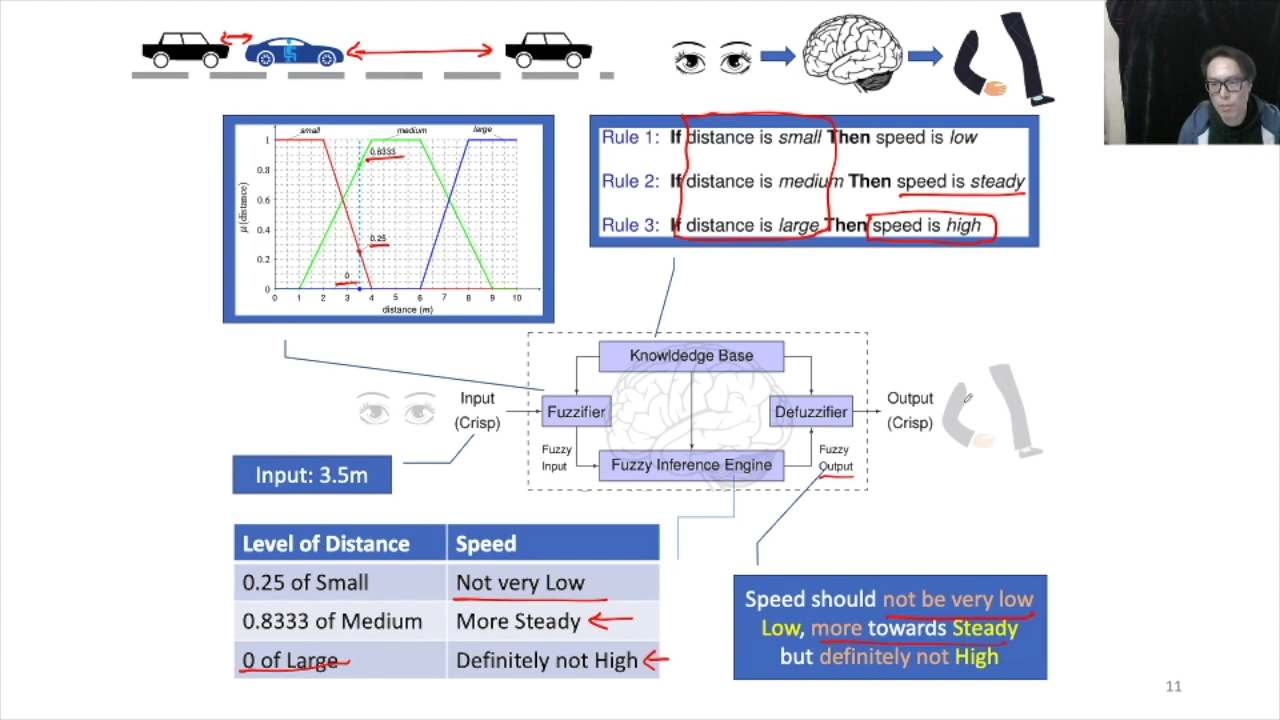 small medium large
1
0.8333
0.8
0.6
0.4
0.25
0.2
0
0
0 1 2 3 4 5 6 7 8 9 10
distance (m)
μ (distance)
Rule 1: If distance is small Then speed is low
Rule 2: If distance is medium Then speed is steady
Rule 3: If distance is large Then speed is high
Knowldedge Base
Input
(Crisp)
Fuzzifier
Defuzzifier
Output
(Crisp)
Fuzzy
Input
Fuzzy Inference Engine
Fuzzy
Output
Input: 3.5m
Level of Distance Speed
0.25 of Small Not very Low
0.8333 of Medium More Steady
0 of Large Definitely not High
Speed should not be very low
Low, more towards Steady
but definitely not High
11